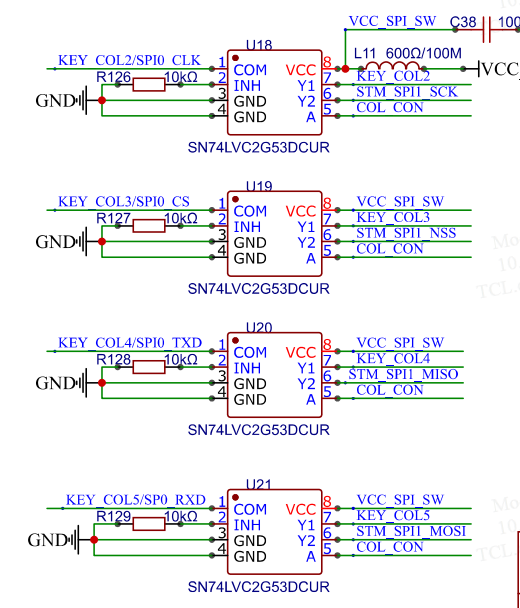 VCC_SPI_SW C38 100
U18 L11 600Ω/100M
KEY_COL2/SPI0_CLK 1 COM VCC 8 VCC_
R126 10kΩ 2 INH Y1 7 KEY_COL2
GND 3 GND Y2 6 STM_SPI1_SCK
4 GND A 5 COL_CON
SN74LVC2G53DCUR
U19
KEY_COL3/SPI0_CS 1 COM VCC 8 VCC_SPI_SW
R127 10kΩ 2 INH Y1 7 KEY_COL3
GND 3 GND Y2 6 STM_SPI1_NSS
4 GND A 5 COL_CON
SN74LVC2G53DCUR
U20
KEY_COL4/SPI0_TXD 1 COM VCC 8 VCC_SPI_SW
R128 10kΩ 2 INH Y1 7 KEY_COL4
GND 3 GND Y2 6 STM_SPI1_MISO
4 GND A 5 COL_CON
SN74LVC2G53DCUR
U21
KEY_COL5/SP0_RXD 1 COM VCC 8 VCC_SPI_SW
R129 10kΩ 2 INH Y1 7 KEY_COL5
GND 3 GND Y2 6 STM_SPI1_MOSI
4 GND A 5 COL_CON
SN74LVC2G53DCUR